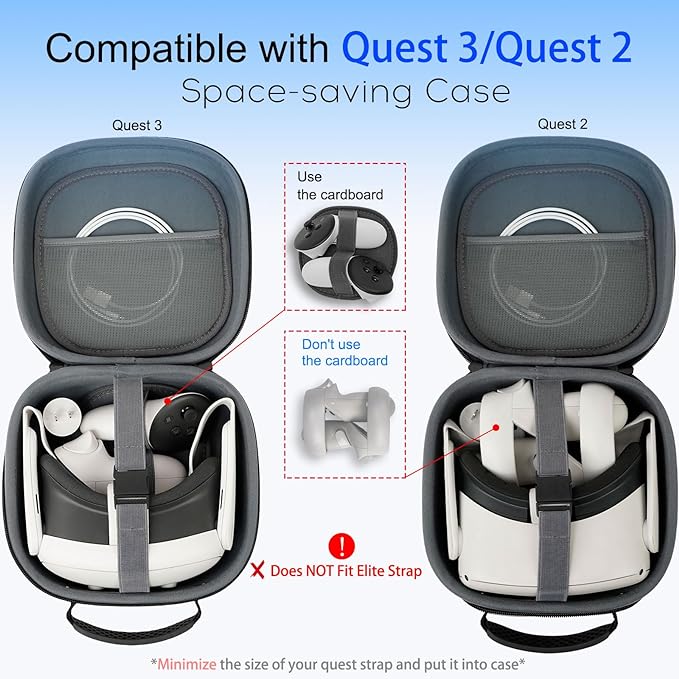 Compatible with Quest 3/Quest 2
Space-saving Case
Quest 3
Quest 2
Use
the cardboard
Don't use
the cardboard
!
X Does NOT Fit Elite Strap
*Minimize the size of your quest strap and put it into case*